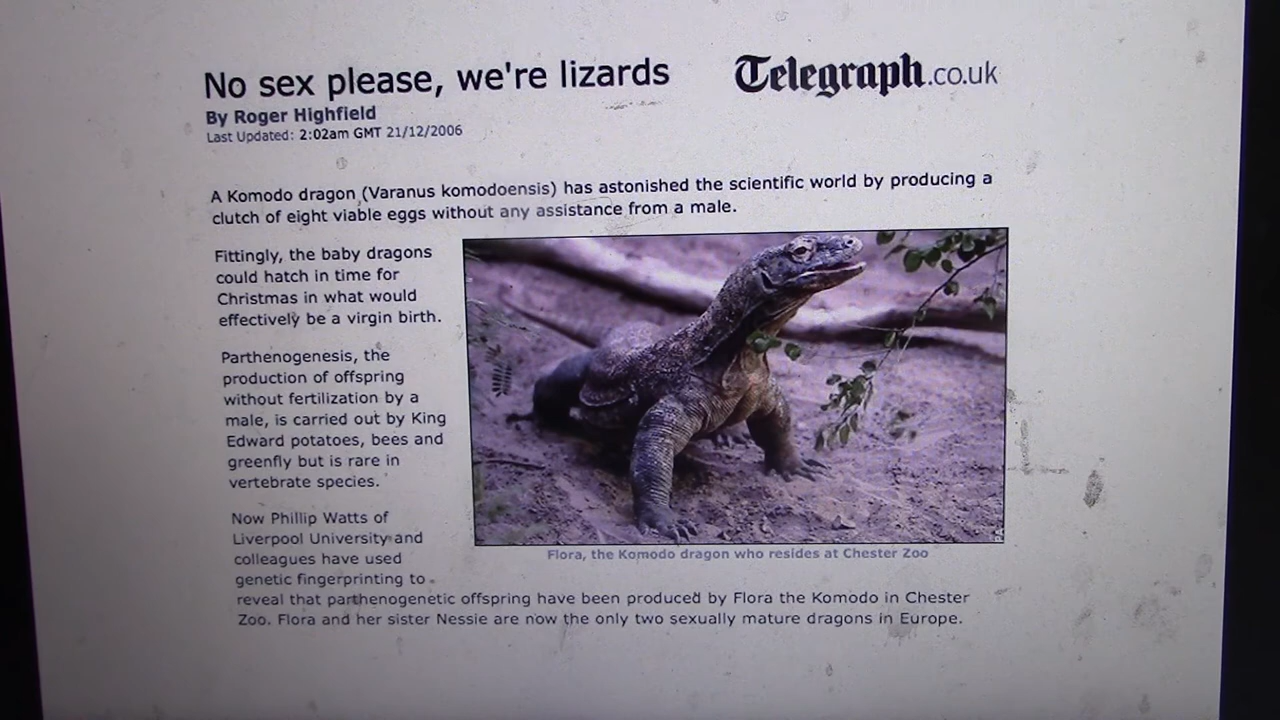 No sex please, we're lizards
Telegraph.co.uk
By Roger Highfield
Last Updated: 2:02am GMT 21/12/2006
A Komodo dragon (Varanus komodoensis) has astonished the scientific world by producing a
clutch of eight viable eggs without any assistance from a male.
Fittingly, the baby dragons
could hatch in time for
Christmas in what would
effectively be a virgin birth.
Parthenogenesis, the
production of offspring
without fertilization by a
male, is carried out by King
Edward potatoes, bees and
greenfly but is rare in
vertebrate species.
Now Phillip Watts of
Liverpool University and
colleagues have used
genetic fingerprinting to
Flora, the Komodo dragon who resides at Chester Zoo
reveal that parthenogenetic offspring have been produced by Flora the Komodo in Chester
Zoo. Flora and her sister Nessie are now the only two sexually mature dragons in Europe.